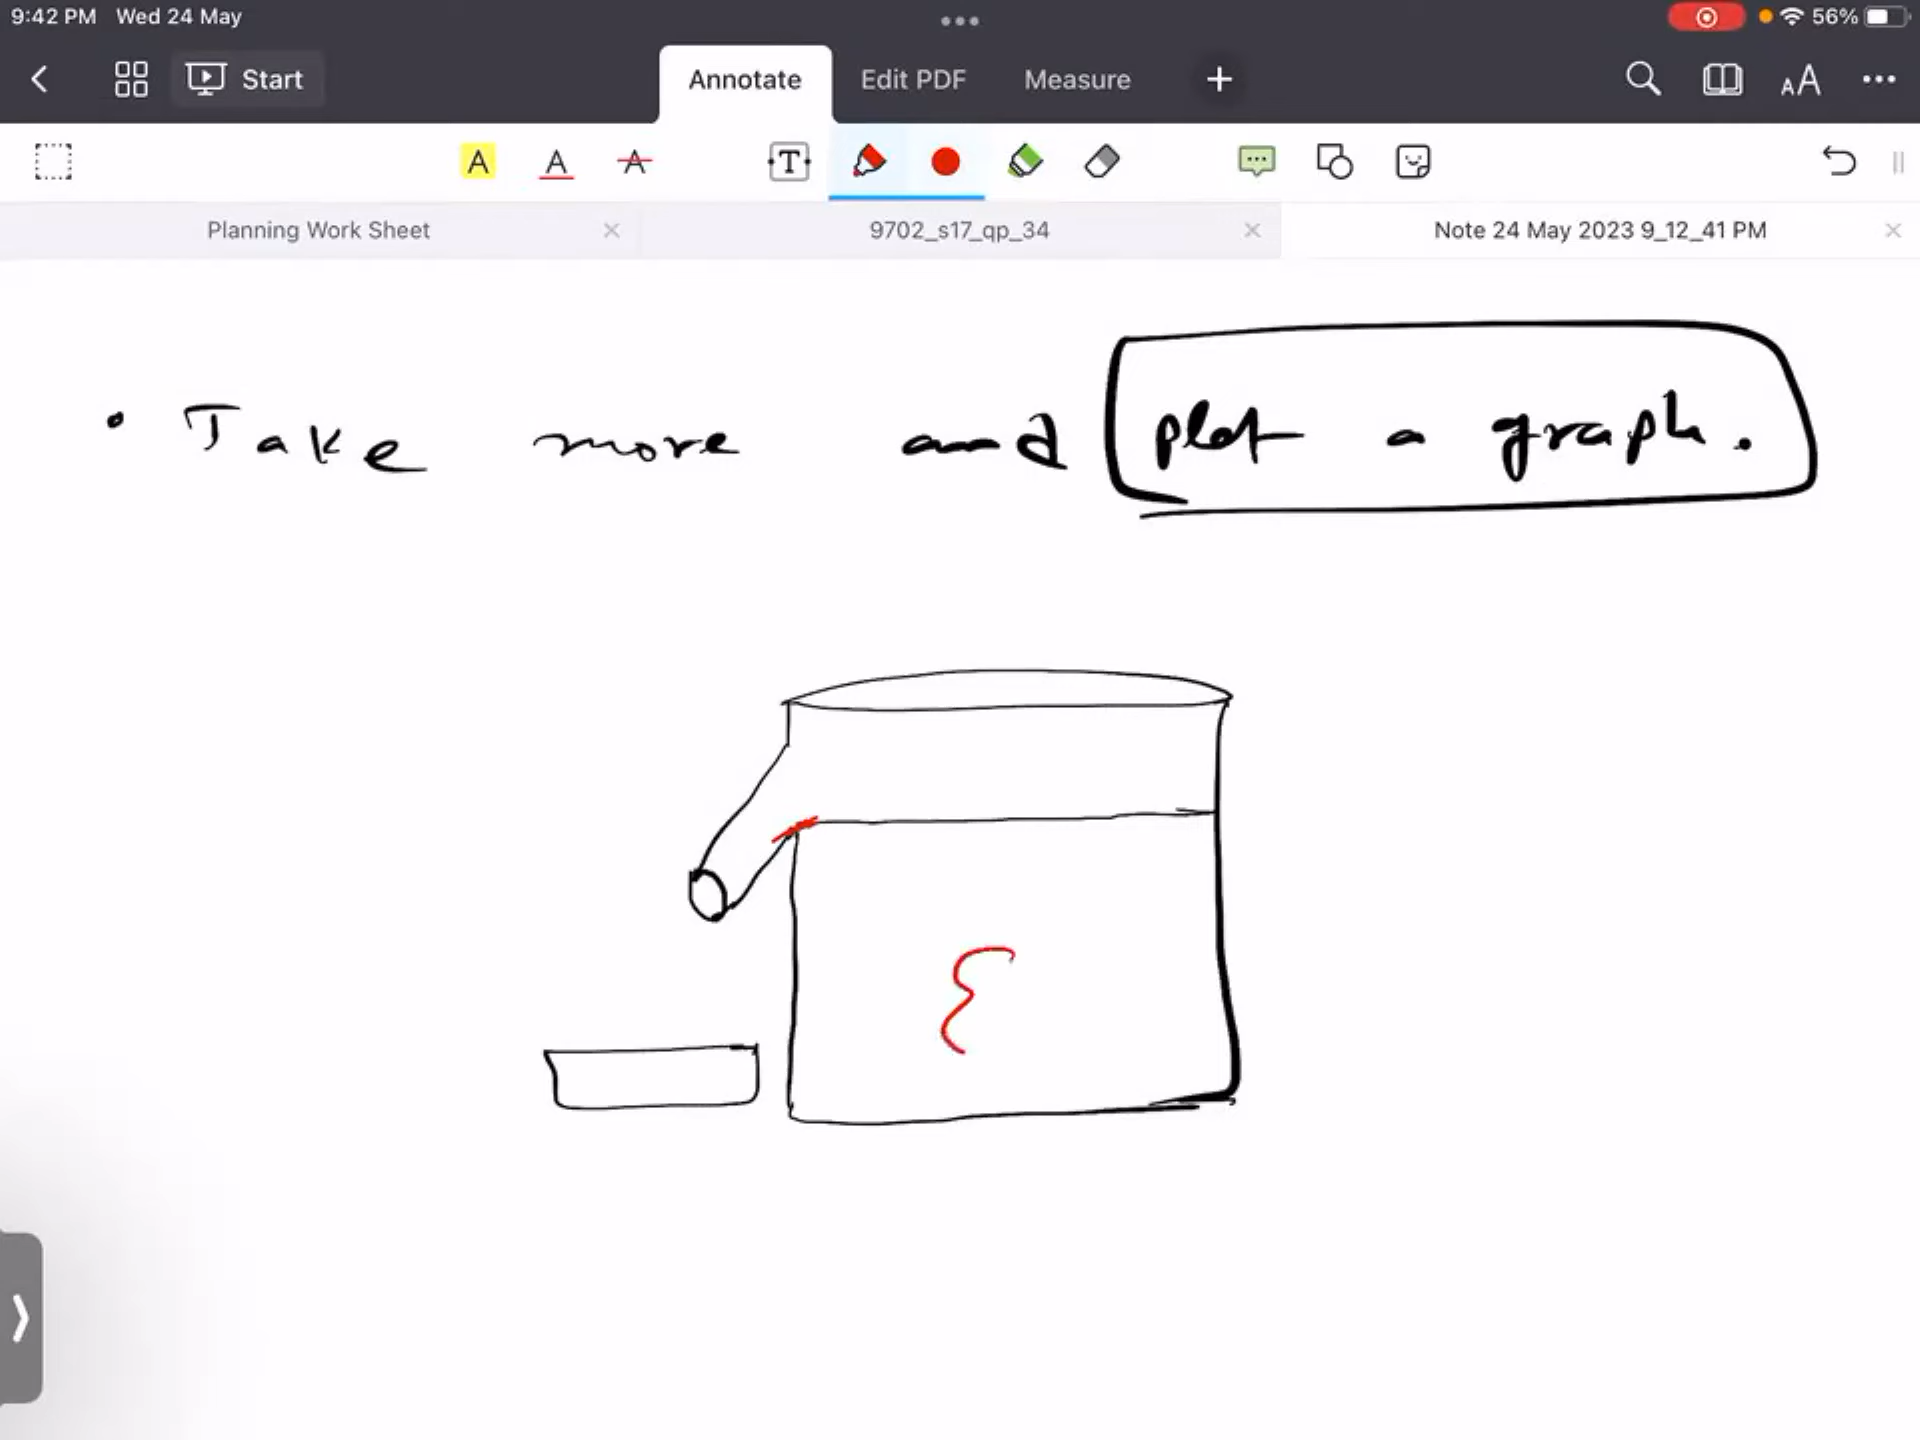 9:42 PM Wed 24 May 56%
Start Annotate Edit PDF Measure
A A A T
Planning Work Sheet 9702_s17_qp_34 Note 24 May 2023 9_12_41 PM
• Take more and plot a graph.